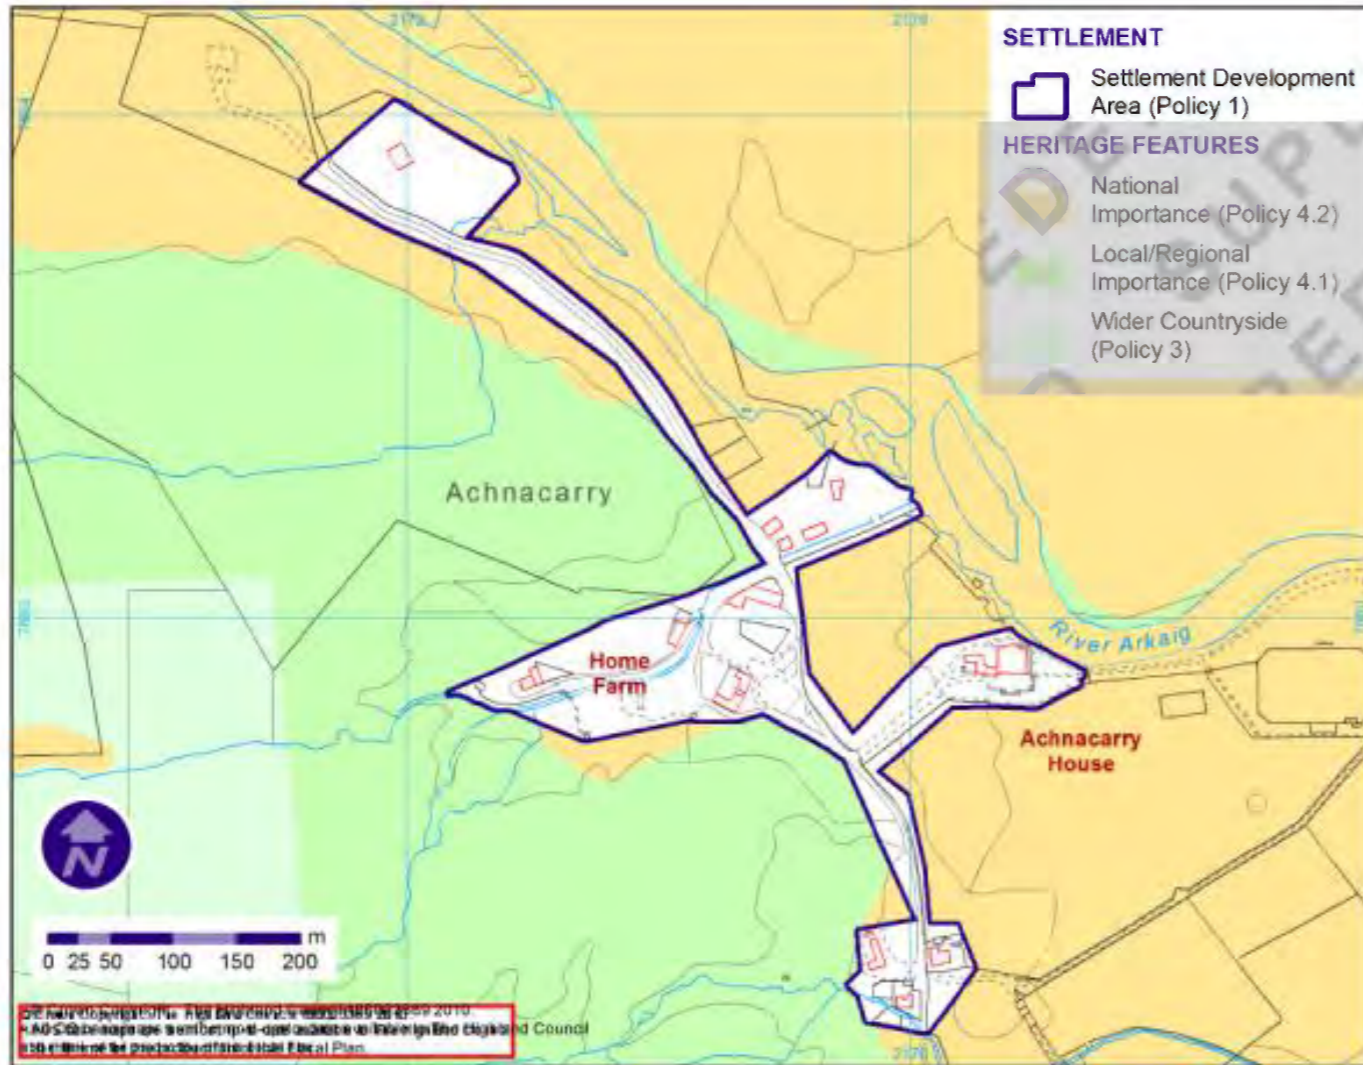 SETTLEMENT
Settlement Development
Area (Policy 1)
HERITAGE FEATURES
National
Importance (Policy 4.2)
Local/Regional
Importance (Policy 4.1)
Wider Countryside
(Policy 3)
Achnacarry
River Arkaig
Home
Farm
Achnacarry
House
N
m
0 25 50 100 150 200